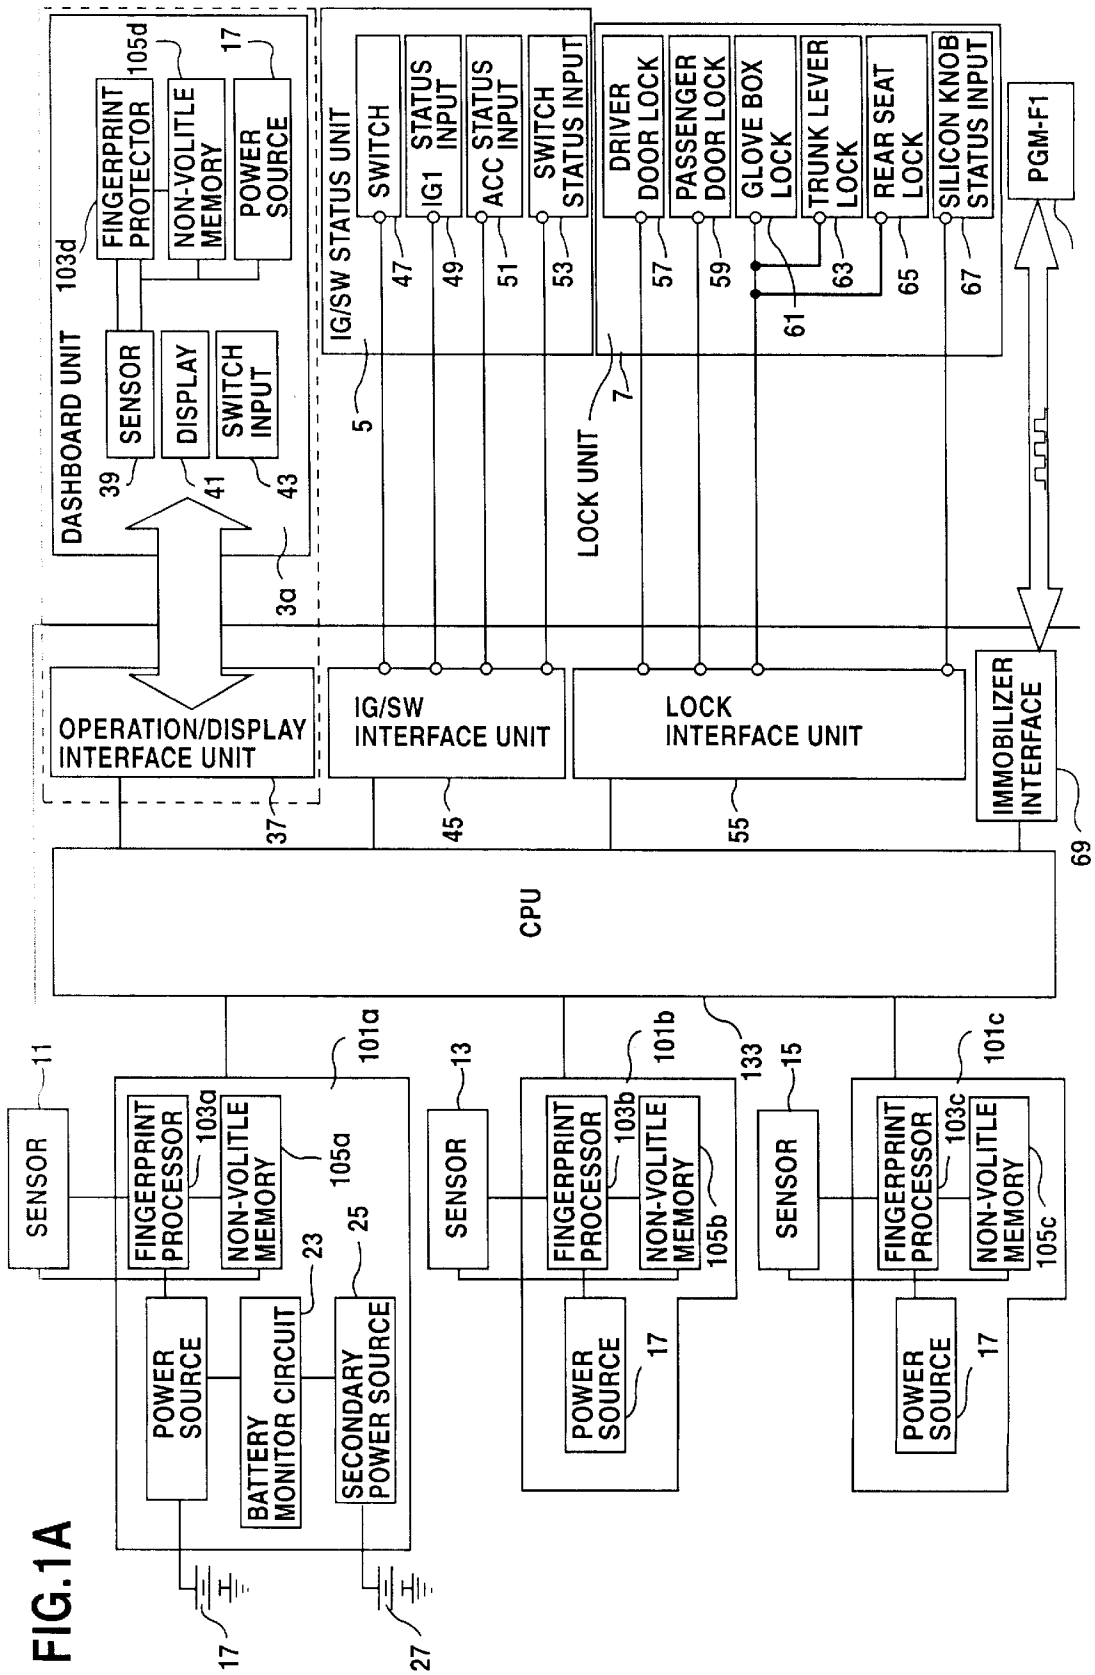 FIG.1A
17
27
POWER
SOURCE
BATTERY
MONITOR CIRCUIT
SECONDARY
POWER SOURCE
23
25
SENSOR
11
FINGERPRINT
PROCESSOR
103a
NON-VOLITLE
MEMORY
105a
101a
SENSOR
13
FINGERPRINT
PROCESSOR
103b
NON-VOLITLE
MEMORY
105b
101b
POWER
SOURCE
17
133
SENSOR
15
FINGERPRINT
PROCESSOR
103c
NON-VOLITLE
MEMORY
105c
101c
POWER
SOURCE
17
CPU
OPERATION/DISPLAY
INTERFACE UNIT
37
IG/SW
INTERFACE UNIT
45
LOCK
INTERFACE UNIT
55
IMMOBILIZER
INTERFACE
69
DASHBOARD UNIT
3a
SENSOR
39
DISPLAY
41
SWITCH
INPUT
43
103d
FINGERPRINT
PROTECTOR
105d
NON-VOLITLE
MEMORY
17
POWER
SOURCE
IG/SW STATUS UNIT
5
SWITCH
47
IG1 STATUS
INPUT
49
ACC STATUS
INPUT
51
SWITCH
STATUS INPUT
53
LOCK UNIT
7
DRIVER
DOOR LOCK
57
PASSENGER
DOOR LOCK
59
GLOVE BOX
LOCK
61
TRUNK LEVER
LOCK
63
REAR SEAT
LOCK
65
SILICON KNOB
STATUS INPUT
67
PGM-F1